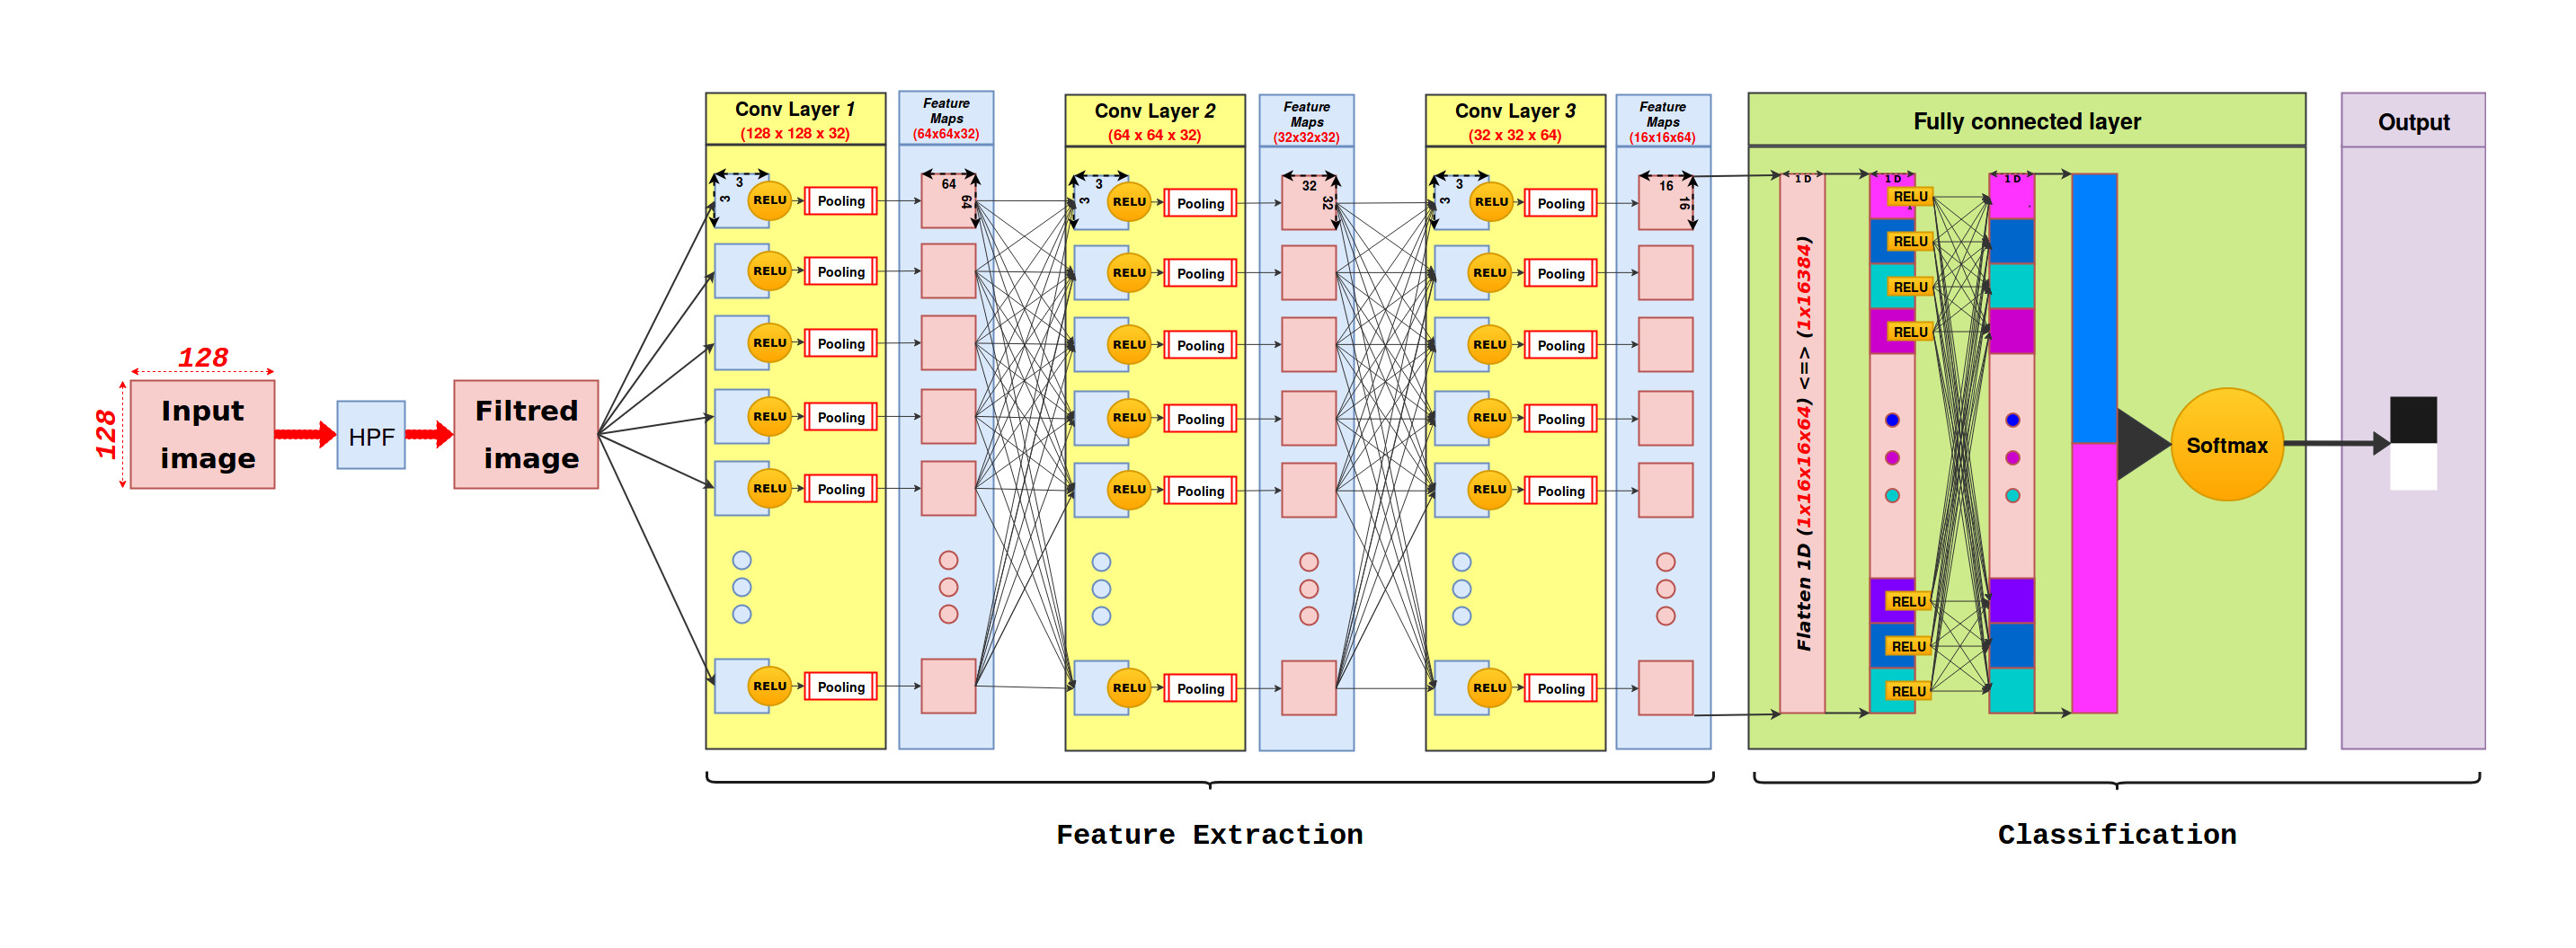 128
128
Input
image
HPF
Filtred
image
Conv Layer 1
(128 x 128 x 32)
3
3
RELU
Pooling
RELU
Pooling
RELU
Pooling
RELU
Pooling
RELU
Pooling
RELU
Pooling
Feature
Maps
(64x64x32)
64
64
Conv Layer 2
(64 x 64 x 32)
3
3
RELU
Pooling
RELU
Pooling
RELU
Pooling
RELU
Pooling
RELU
Pooling
RELU
Pooling
Feature
Maps
(32x32x32)
32
32
Conv Layer 3
(32 x 32 x 64)
3
3
RELU
Pooling
RELU
Pooling
RELU
Pooling
RELU
Pooling
RELU
Pooling
RELU
Pooling
Feature
Maps
(16x16x64)
16
16
Fully connected layer
1 D
Flatten 1D (1x16x16x64) <=> (1x16384)
1 D
RELU
RELU
RELU
RELU
RELU
RELU
RELU
1 D
Softmax
Output
Feature Extraction
Classification